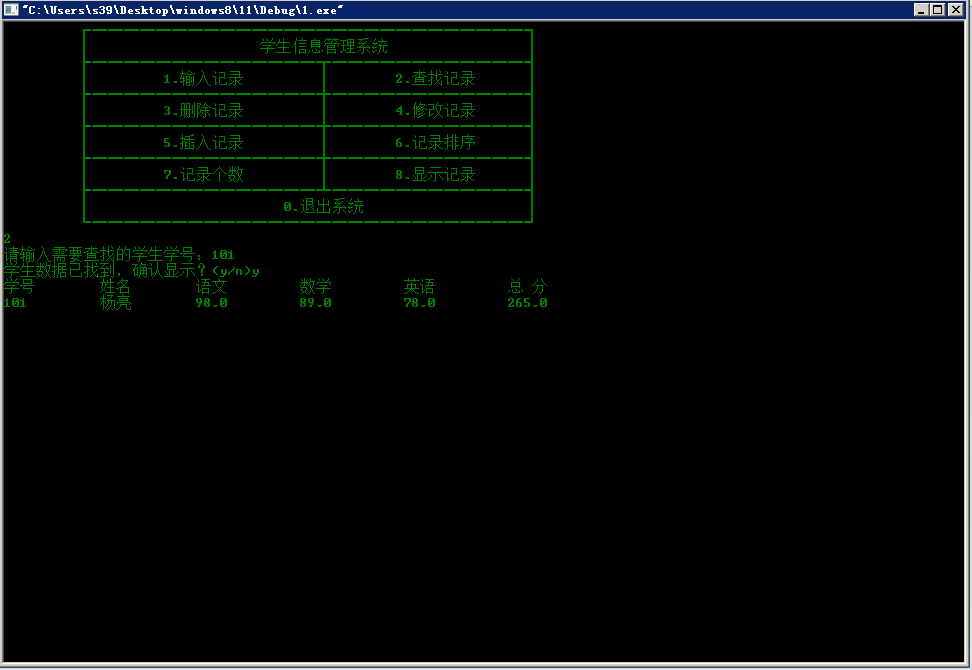 "C:\Users\s39\Desktop\windows8\11\Debug\1.exe"
学生信息管理系统
1.输入记录 2.查找记录
3.删除记录 4.修改记录
5.插入记录 6.记录排序
7.记录个数 8.显示记录
0.退出系统
2
请输入需要查找的学生学号：101
学生数据已找到，确认显示？(y/n)y
学号 姓名 语文 数学 英语 总 分
101 杨亮 98.0 89.0 78.0 265.0